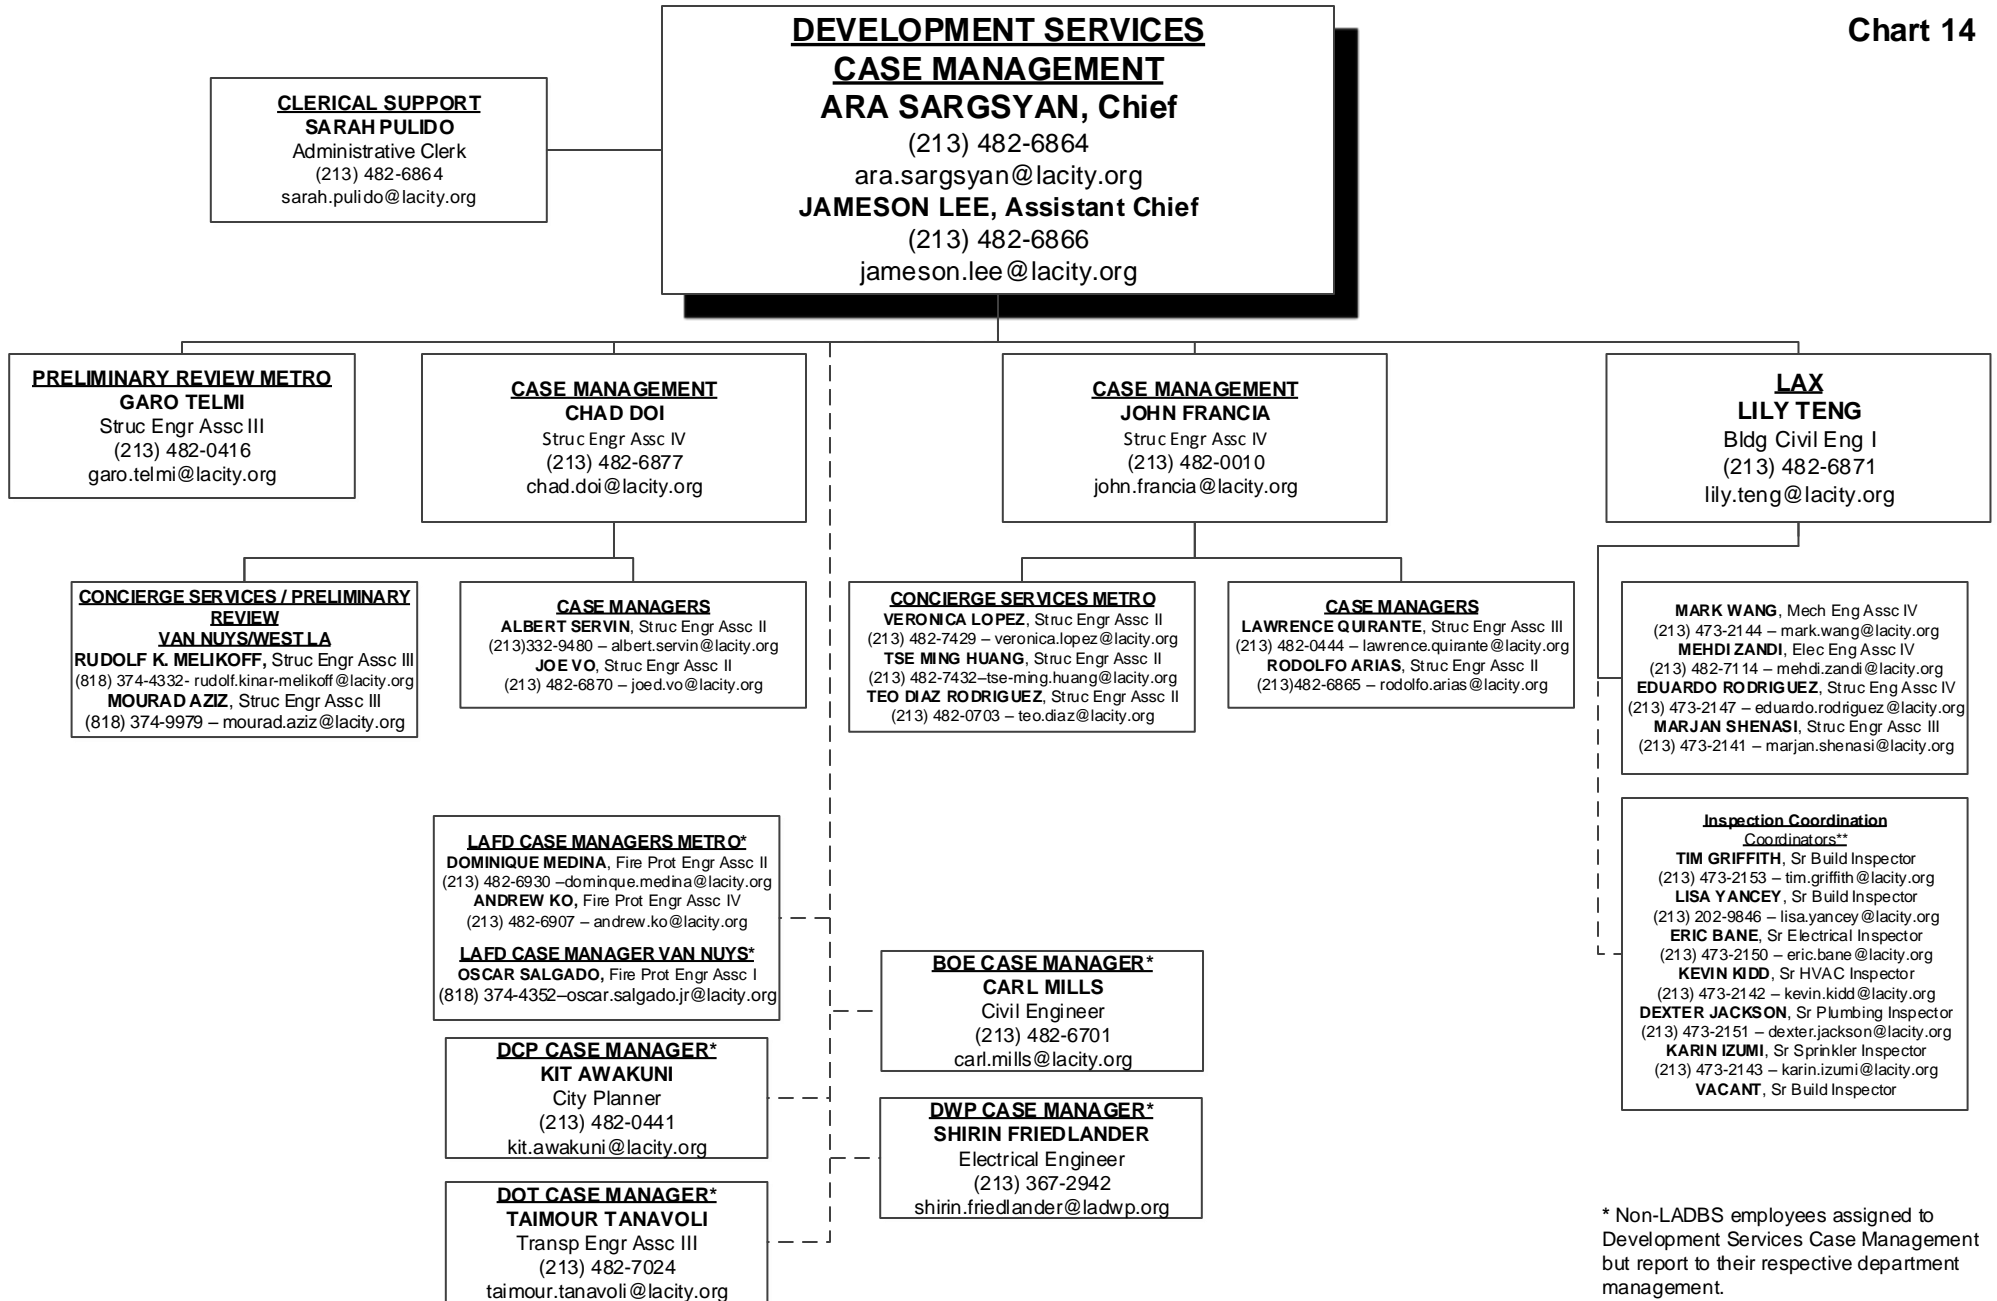 Chart 14
DEVELOPMENT SERVICES
CASE MANAGEMENT
ARA SARGSYAN, Chief
(213) 482-6864
ara.sargsyan@lacity.org
JAMESON LEE, Assistant Chief
(213) 482-6866
jameson.lee@lacity.org
CLERICAL SUPPORT
SARAH PULIDO
Administrative Clerk
(213) 482-6864
sarah.pulido@lacity.org
PRELIMINARY REVIEW METRO
GARO TELMI
Struc Engr Assc III
(213) 482-0416
garo.telmi@lacity.org
CASE MANAGEMENT
CHAD DOI
Struc Engr Assc IV
(213) 482-6877
chad.doi@lacity.org
CASE MANAGEMENT
JOHN FRANCIA
Struc Engr Assc IV
(213) 482-0010
john.francia@lacity.org
LAX
LILY TENG
Bldg Civil Eng I
(213) 482-6871
lily.teng@lacity.org
CONCIERGE SERVICES / PRELIMINARY
REVIEW
VAN NUYS/WEST LA
RUDOLF K. MELIKOFF, Struc Engr Assc III
(818) 374-4332- rudolf.kinar-melikoff@lacity.org
MOURAD AZIZ, Struc Engr Assc III
(818) 374-9979 – mourad.aziz@lacity.org
CASE MANAGERS
ALBERT SERVIN, Struc Engr Assc II
(213)332-9480 – albert.servin@lacity.org
JOE VO, Struc Engr Assc II
(213) 482-6870 – joed.vo@lacity.org
CONCIERGE SERVICES METRO
VERONICA LOPEZ, Struc Engr Assc II
(213) 482-7429 – veronica.lopez@lacity.org
TSE MING HUANG, Struc Engr Assc II
(213) 482-7432–tse-ming.huang@lacity.org
TEO DIAZ RODRIGUEZ, Struc Engr Assc II
(213) 482-0703 – teo.diaz@lacity.org
CASE MANAGERS
LAWRENCE QUIRANTE, Struc Engr Assc III
(213) 482-0444 – lawrence.quirante@lacity.org
RODOLFO ARIAS, Struc Engr Assc II
(213)482-6865 – rodolfo.arias@lacity.org
MARK WANG, Mech Eng Assc IV
(213) 473-2144 – mark.wang@lacity.org
MEHDI ZANDI, Elec Eng Assc IV
(213) 482-7114 – mehdi.zandi@lacity.org
EDUARDO RODRIGUEZ, Struc Eng Assc IV
(213) 473-2147 – eduardo.rodriguez@lacity.org
MARJAN SHENASI, Struc Engr Assc III
(213) 473-2141 – marjan.shenasi@lacity.org
LAFD CASE MANAGERS METRO*
DOMINIQUE MEDINA, Fire Prot Engr Assc II
(213) 482-6930 –dominque.medina@lacity.org
ANDREW KO, Fire Prot Engr Assc IV
(213) 482-6907 – andrew.ko@lacity.org
LAFD CASE MANAGER VAN NUYS*
OSCAR SALGADO, Fire Prot Engr Assc I
(818) 374-4352–oscar.salgado.jr@lacity.org
BOE CASE MANAGER*
CARL MILLS
Civil Engineer
(213) 482-6701
carl.mills@lacity.org
DCP CASE MANAGER*
KIT AWAKUNI
City Planner
(213) 482-0441
kit.awakuni@lacity.org
DWP CASE MANAGER*
SHIRIN FRIEDLANDER
Electrical Engineer
(213) 367-2942
shirin.friedlander@ladwp.org
DOT CASE MANAGER*
TAIMOUR TANAVOLI
Transp Engr Assc III
(213) 482-7024
taimour.tanavoli@lacity.org
Inspection Coordination
Coordinators**
TIM GRIFFITH, Sr Build Inspector
(213) 473-2153 – tim.griffith@lacity.org
LISA YANCEY, Sr Build Inspector
(213) 202-9846 – lisa.yancey@lacity.org
ERIC BANE, Sr Electrical Inspector
(213) 473-2150 – eric.bane@lacity.org
KEVIN KIDD, Sr HVAC Inspector
(213) 473-2142 – kevin.kidd@lacity.org
DEXTER JACKSON, Sr Plumbing Inspector
(213) 473-2151 – dexter.jackson@lacity.org
KARIN IZUMI, Sr Sprinkler Inspector
(213) 473-2143 – karin.izumi@lacity.org
VACANT, Sr Build Inspector
* Non-LADBS employees assigned to
Development Services Case Management
but report to their respective department
management.